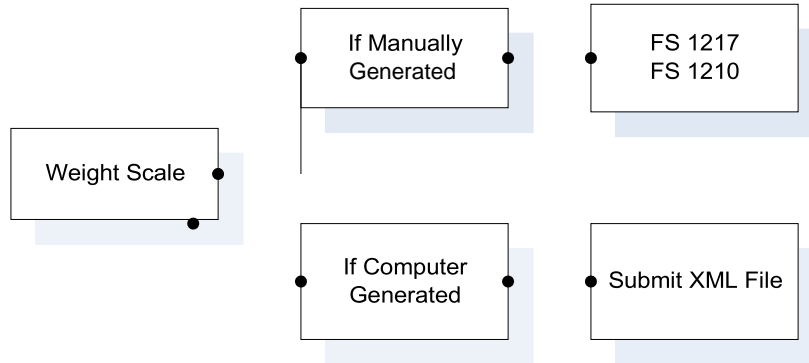 If Manually
Generated
FS 1217
FS 1210
Weight Scale
If Computer
Generated
Submit XML File